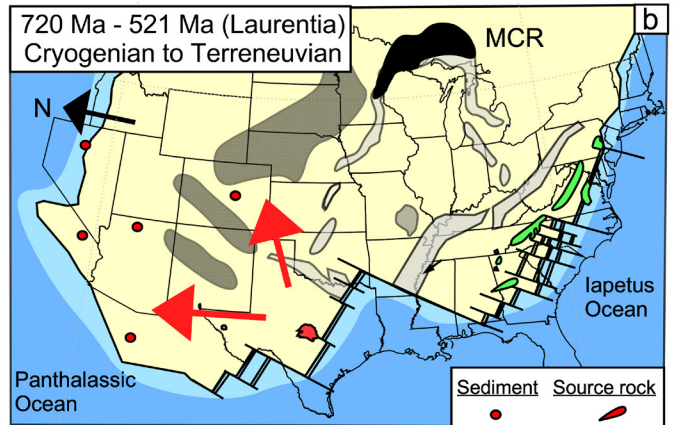 720 Ma - 521 Ma (Laurentia)
Cryogenian to Terreneuvian
b
MCR
N
Iapetus
Ocean
Panthalassic
Ocean
Sediment Source rock